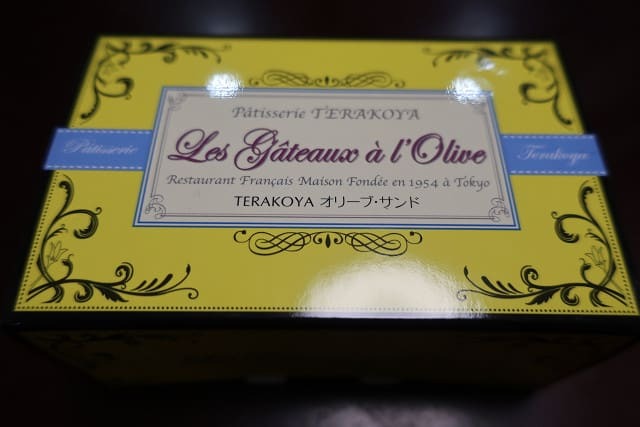 Pâtisserie TERAKOYA
Pâtisserie
Les Gâteaux à l'Olive
Terakoya
Restaurant Français Maison Fondée en 1954 à Tokyo
TERAKOYA オリーブ・サンド